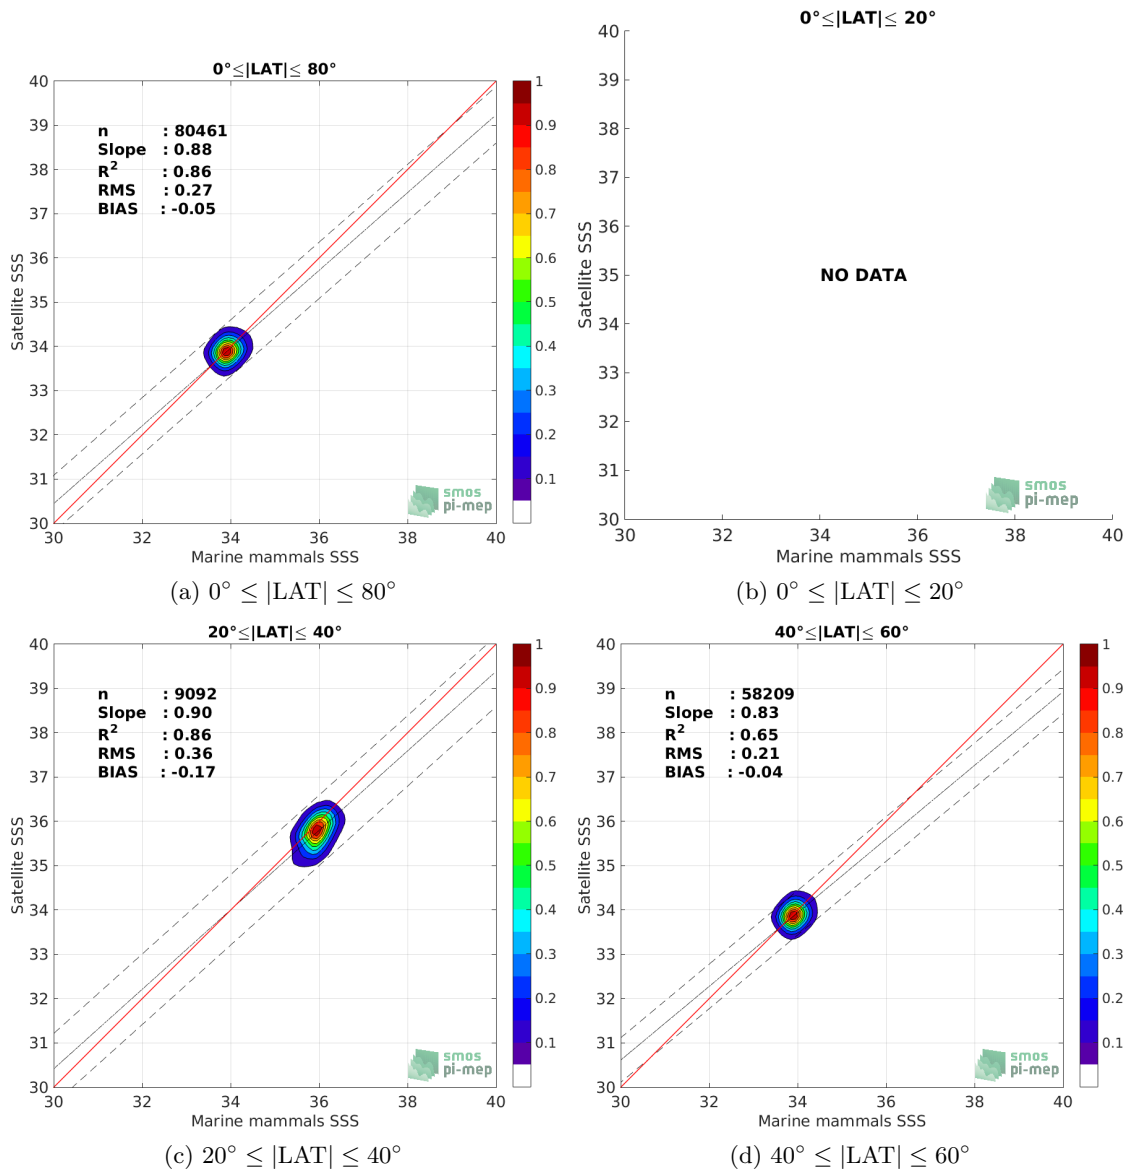 0°≤|LAT|≤ 80°
40
39
38
37
36
35
34
33
32
31
30
30
32
34
36
38
40
Satellite SSS
Marine mammals SSS
n : 80461
Slope : 0.88
R² : 0.86
RMS : 0.27
BIAS : -0.05
1
0.9
0.8
0.7
0.6
0.5
0.4
0.3
0.2
0.1
smos
pi-mep
(a) 0° ≤ |LAT| ≤ 80°
0°≤|LAT|≤ 20°
40
39
38
37
36
35
34
33
32
31
30
30
32
34
36
38
40
Satellite SSS
Marine mammals SSS
NO DATA
smos
pi-mep
(b) 0° ≤ |LAT| ≤ 20°
20°≤|LAT|≤ 40°
40
39
38
37
36
35
34
33
32
31
30
30
32
34
36
38
40
Satellite SSS
Marine mammals SSS
n : 9092
Slope : 0.90
R² : 0.86
RMS : 0.36
BIAS : -0.17
1
0.9
0.8
0.7
0.6
0.5
0.4
0.3
0.2
0.1
smos
pi-mep
(c) 20° ≤ |LAT| ≤ 40°
40°≤|LAT|≤ 60°
40
39
38
37
36
35
34
33
32
31
30
30
32
34
36
38
40
Satellite SSS
Marine mammals SSS
n : 58209
Slope : 0.83
R² : 0.65
RMS : 0.21
BIAS : -0.04
1
0.9
0.8
0.7
0.6
0.5
0.4
0.3
0.2
0.1
smos
pi-mep
(d) 40° ≤ |LAT| ≤ 60°